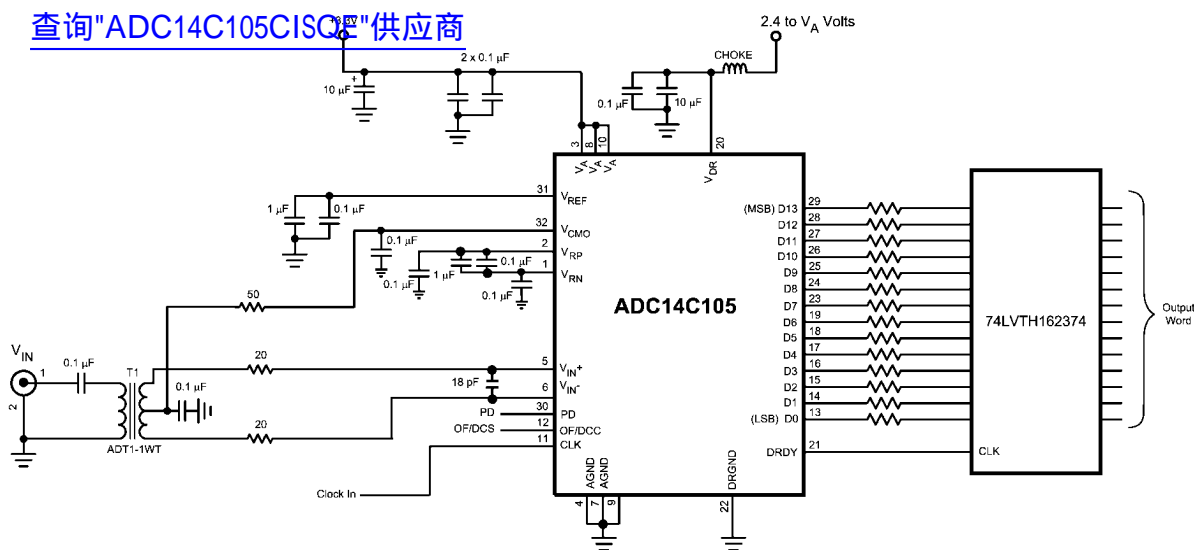 查询"ADC14C105CISQE"供应商
+3.3V
2.4 to VA Volts
CHOKE
2 x 0.1 µF
+
10 µF
0.1 µF
10 µF
3
8
10
20
VA
VA
VA
VDR
31
VREF
1 µF
0.1 µF
32
VCMO
0.1 µF
2
VRP
0.1 µF
1 µF
0.1 µF
1
VRN
0.1 µF
50
ADC14C105
(MSB) D13
29
D12
28
D11
27
D10
26
D9
25
D8
24
D7
23
D6
19
D5
18
D4
17
D3
16
D2
15
D1
14
(LSB) D0
13
DRDY
21
74LVTH162374
CLK
Output
Word
VIN
1
2
0.1 µF
T1
ADT1-1WT
0.1 µF
20
20
18 pF
5
VIN+
6
VIN-
PD
30
PD
OF/DCS
12
OF/DCC
11
CLK
Clock In
AGND
AGND
4
7
9
DRGND
22